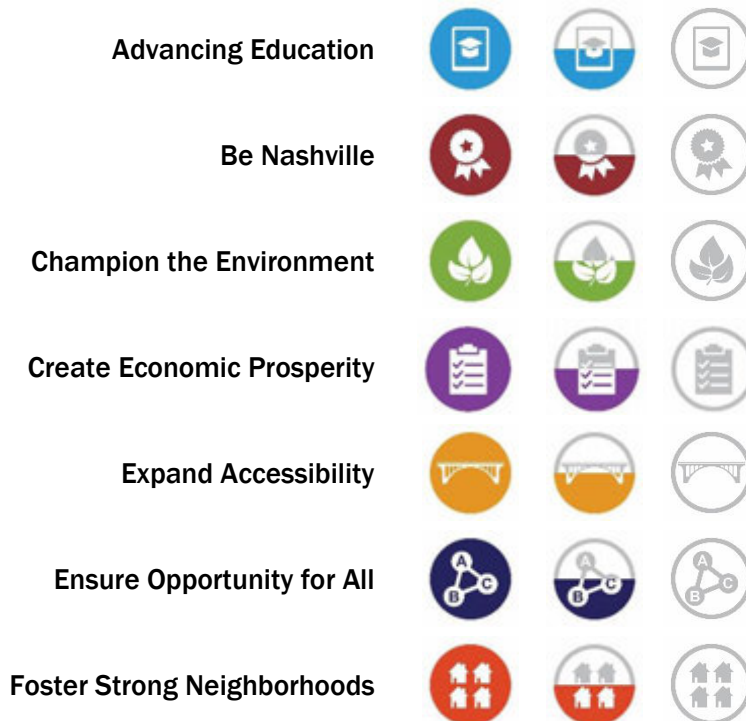 Advancing Education
Be Nashville
Champion the Environment
Create Economic Prosperity
Expand Accessibility
A
C
B
A
C
B
A
C
B
Ensure Opportunity for All
Foster Strong Neighborhoods